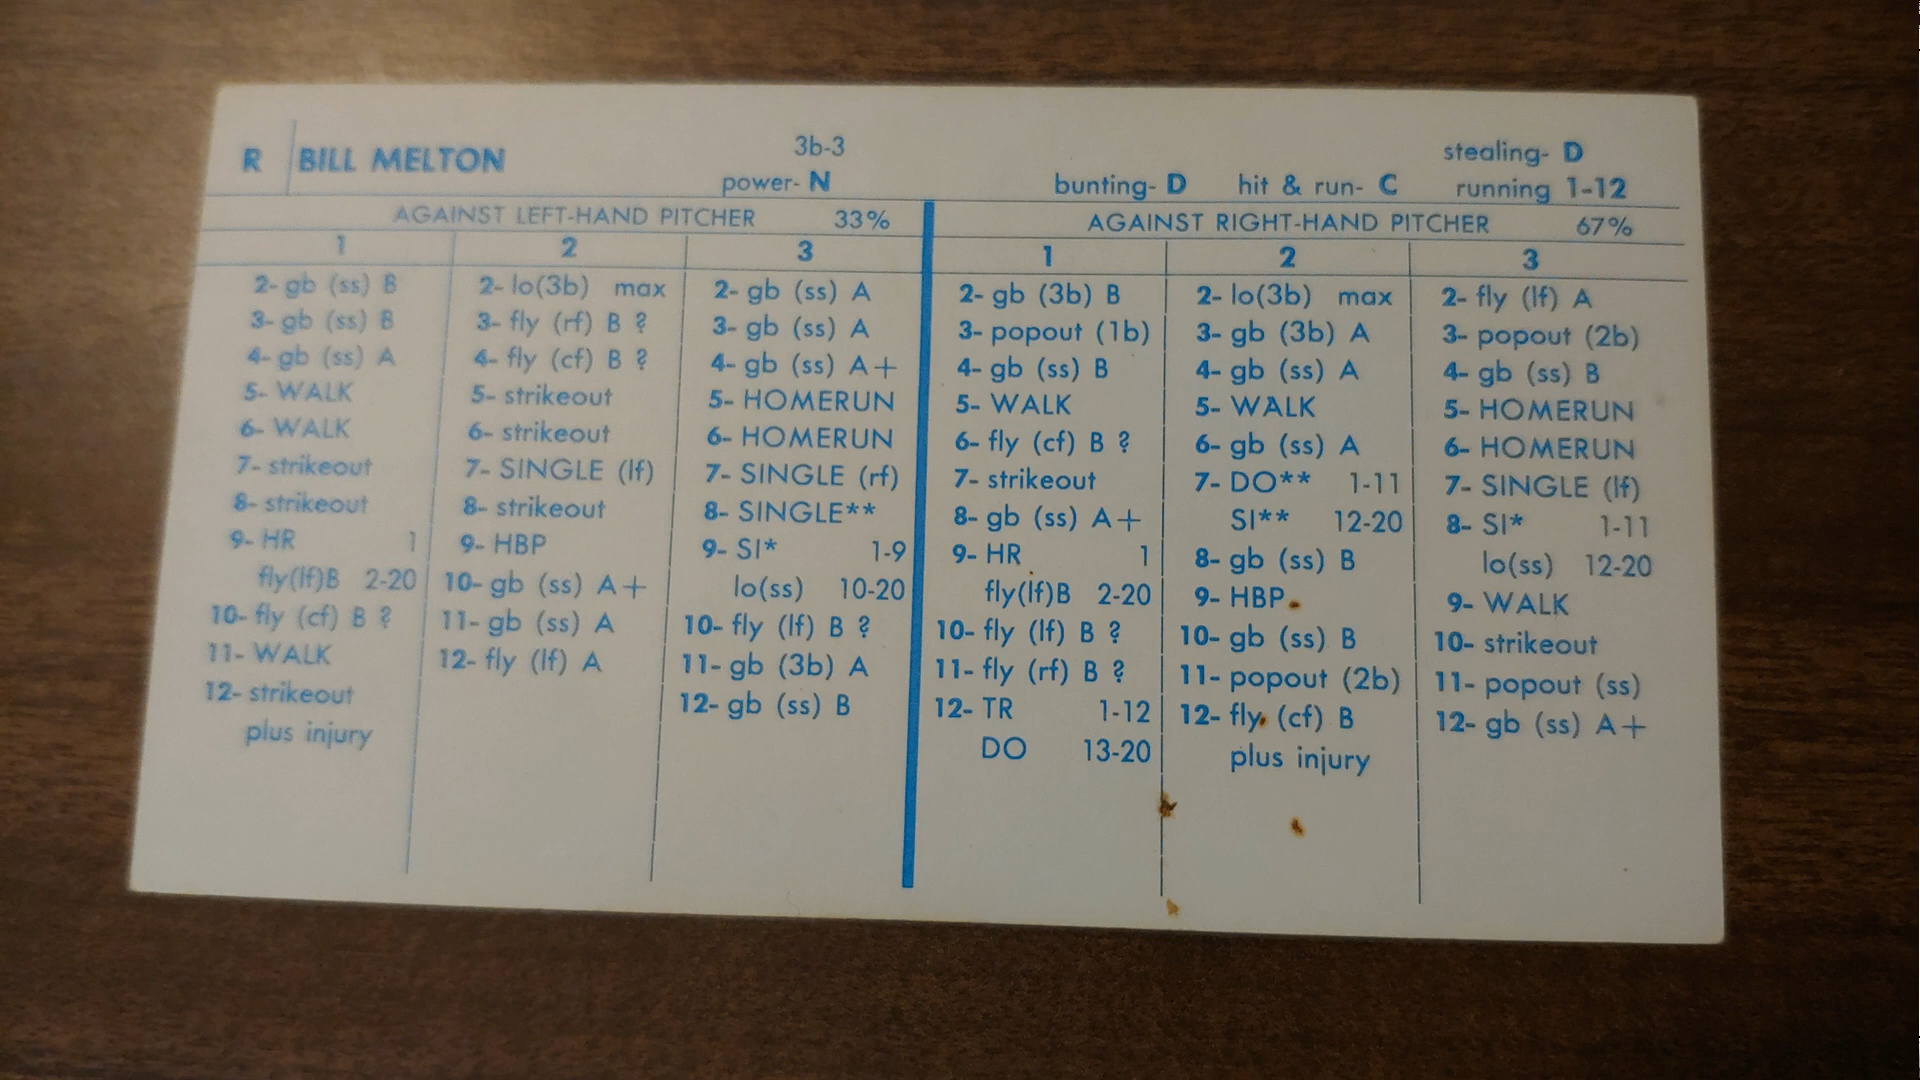 R BILL MELTON 3b-3 stealing- D
power- N bunting- D hit & run- C running 1-12
AGAINST LEFT-HAND PITCHER 33%
1 2 3
2- gb (ss) B 2- lo(3b) max 2- gb (ss) A
3- gb (ss) B 3- fly (rf) B ? 3- gb (ss) A
4- gb (ss) A 4- fly (cf) B ? 4- gb (ss) A+
5- WALK 5- strikeout 5- HOMERUN
6- WALK 6- strikeout 6- HOMERUN
7- strikeout 7- SINGLE (lf) 7- SINGLE (rf)
8- strikeout 8- strikeout 8- SINGLE**
9- HR 1 9- HBP 9- SI* 1-9
fly(lf)B 2-20 10- gb (ss) A+ lo(ss) 10-20
10- fly (cf) B ? 11- gb (ss) A 10- fly (lf) B ?
11- WALK 12- fly (lf) A 11- gb (3b) A
12- strikeout 12- gb (ss) B
plus injury
AGAINST RIGHT-HAND PITCHER 67%
1 2 3
2- gb (3b) B 2- lo(3b) max 2- fly (lf) A
3- popout (1b) 3- gb (3b) A 3- popout (2b)
4- gb (ss) B 4- gb (ss) A 4- gb (ss) B
5- WALK 5- WALK 5- HOMERUN
6- fly (cf) B ? 6- gb (ss) A 6- HOMERUN
7- strikeout 7- DO** 1-11 7- SINGLE (lf)
8- gb (ss) A+ SI** 12-20 8- SI* 1-11
9- HR 1 8- gb (ss) B lo(ss) 12-20
fly(lf)B 2-20 9- HBP 9- WALK
10- fly (lf) B ? 10- gb (ss) B 10- strikeout
11- fly (rf) B ? 11- popout (2b) 11- popout (ss)
12- TR 1-12 12- fly (cf) B 12- gb (ss) A+
DO 13-20 plus injury